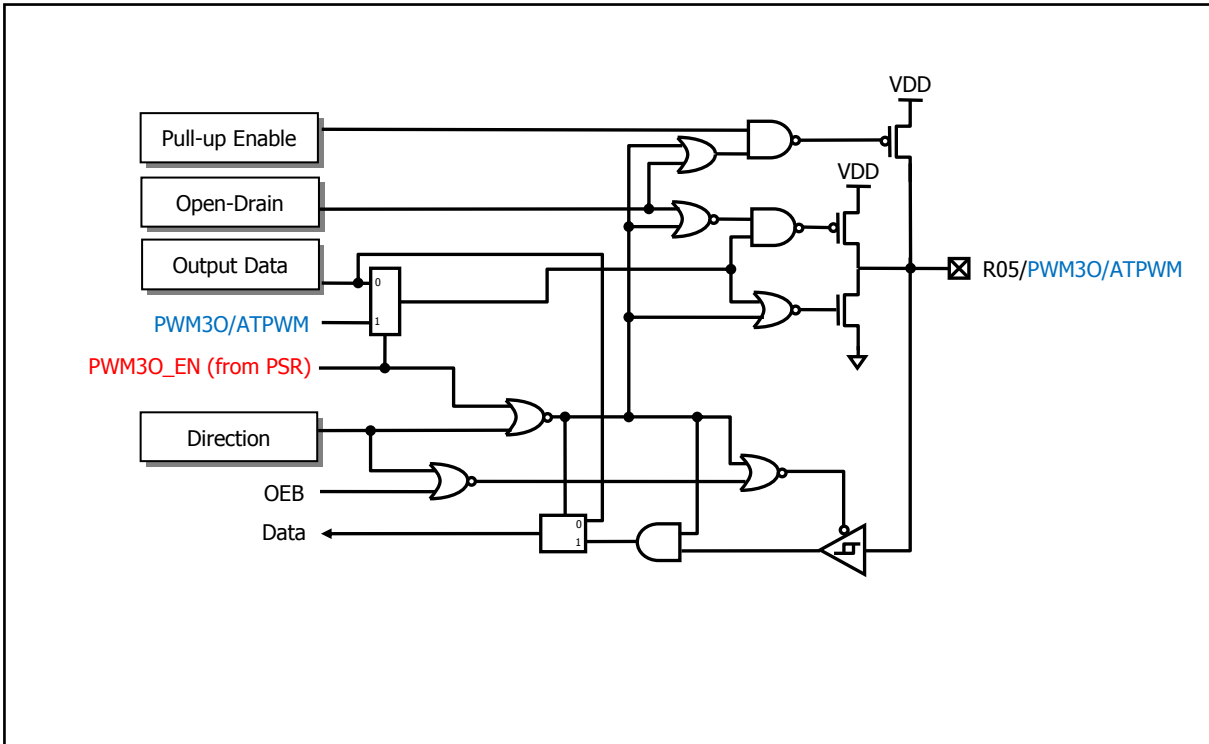 VDD
Pull-up Enable
VDD
Open-Drain
Output Data
0
R05/PWM3O/ATPWM
1
PWM3O/ATPWM
PWM3O_EN (from PSR)
Direction
OEB
0
Data
1